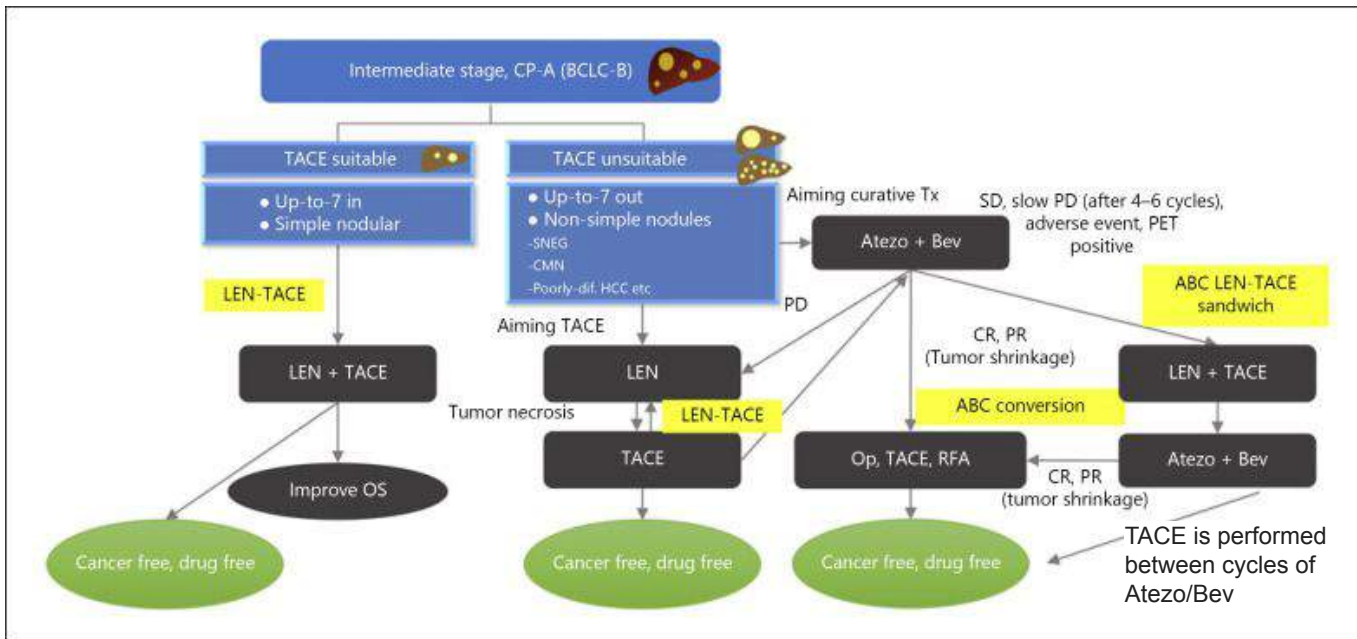 Intermediate stage, CP-A (BCLC-B)
TACE suitable
● Up-to-7 in
● Simple nodular
TACE unsuitable
● Up-to-7 out
● Non-simple nodules
-SNEG
-CMN
-Poorly-dif. HCC etc
Aiming curative Tx
SD, slow PD (after 4–6 cycles),
adverse event, PET
positive
Atezo + Bev
LEN-TACE
Aiming TACE
PD
CR, PR
(Tumor shrinkage)
ABC LEN-TACE
sandwich
LEN + TACE
LEN
LEN + TACE
Tumor necrosis
LEN-TACE
ABC conversion
TACE
Op, TACE, RFA
Atezo + Bev
CR, PR
(tumor shrinkage)
Improve OS
Cancer free, drug free
Cancer free, drug free
Cancer free, drug free
TACE is performed
between cycles of
Atezo/Bev